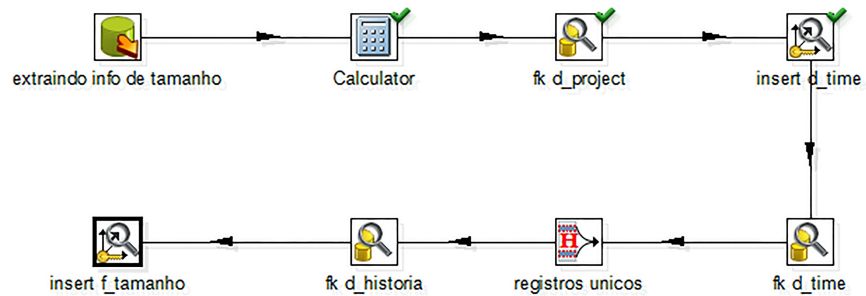 extraindo info de tamanho
Calculator
fk d_project
insert d_time
insert f_tamanho
fk d_historia
H
registros unicos
fk d_time